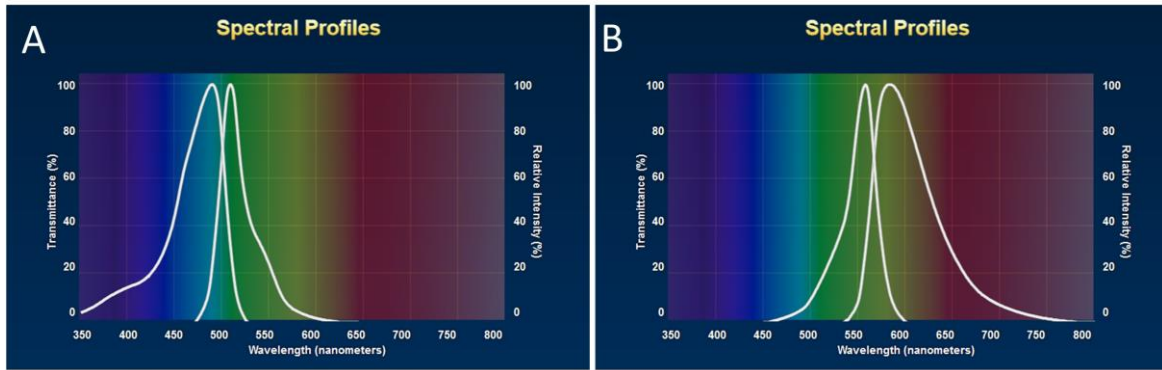 A
Spectral Profiles
100
80
60
40
20
0
Transmittance (%)
100
80
60
40
20
0
Relative Intensity (%)
350 400 450 500 550 600 650 700 750 800
Wavelength (nanometers)
B
Spectral Profiles
100
80
60
40
20
0
Transmittance (%)
100
80
60
40
20
0
Relative Intensity (%)
350 400 450 500 550 600 650 700 750 800
Wavelength (nanometers)